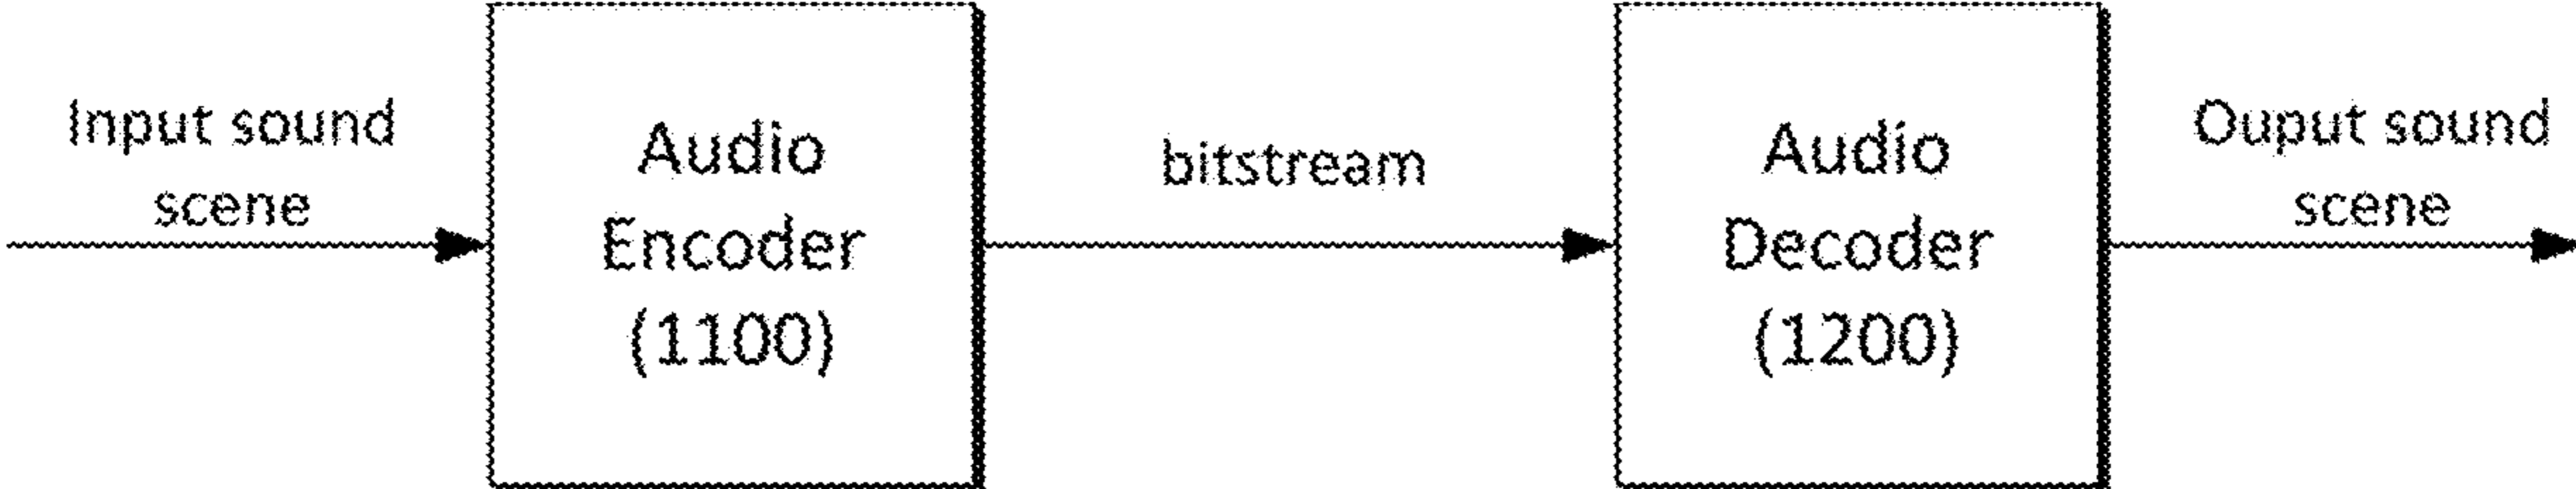 Input sound
scene
Audio
Encoder
(1100)
bitstream
Audio
Decoder
(1200)
Ouput sound
scene